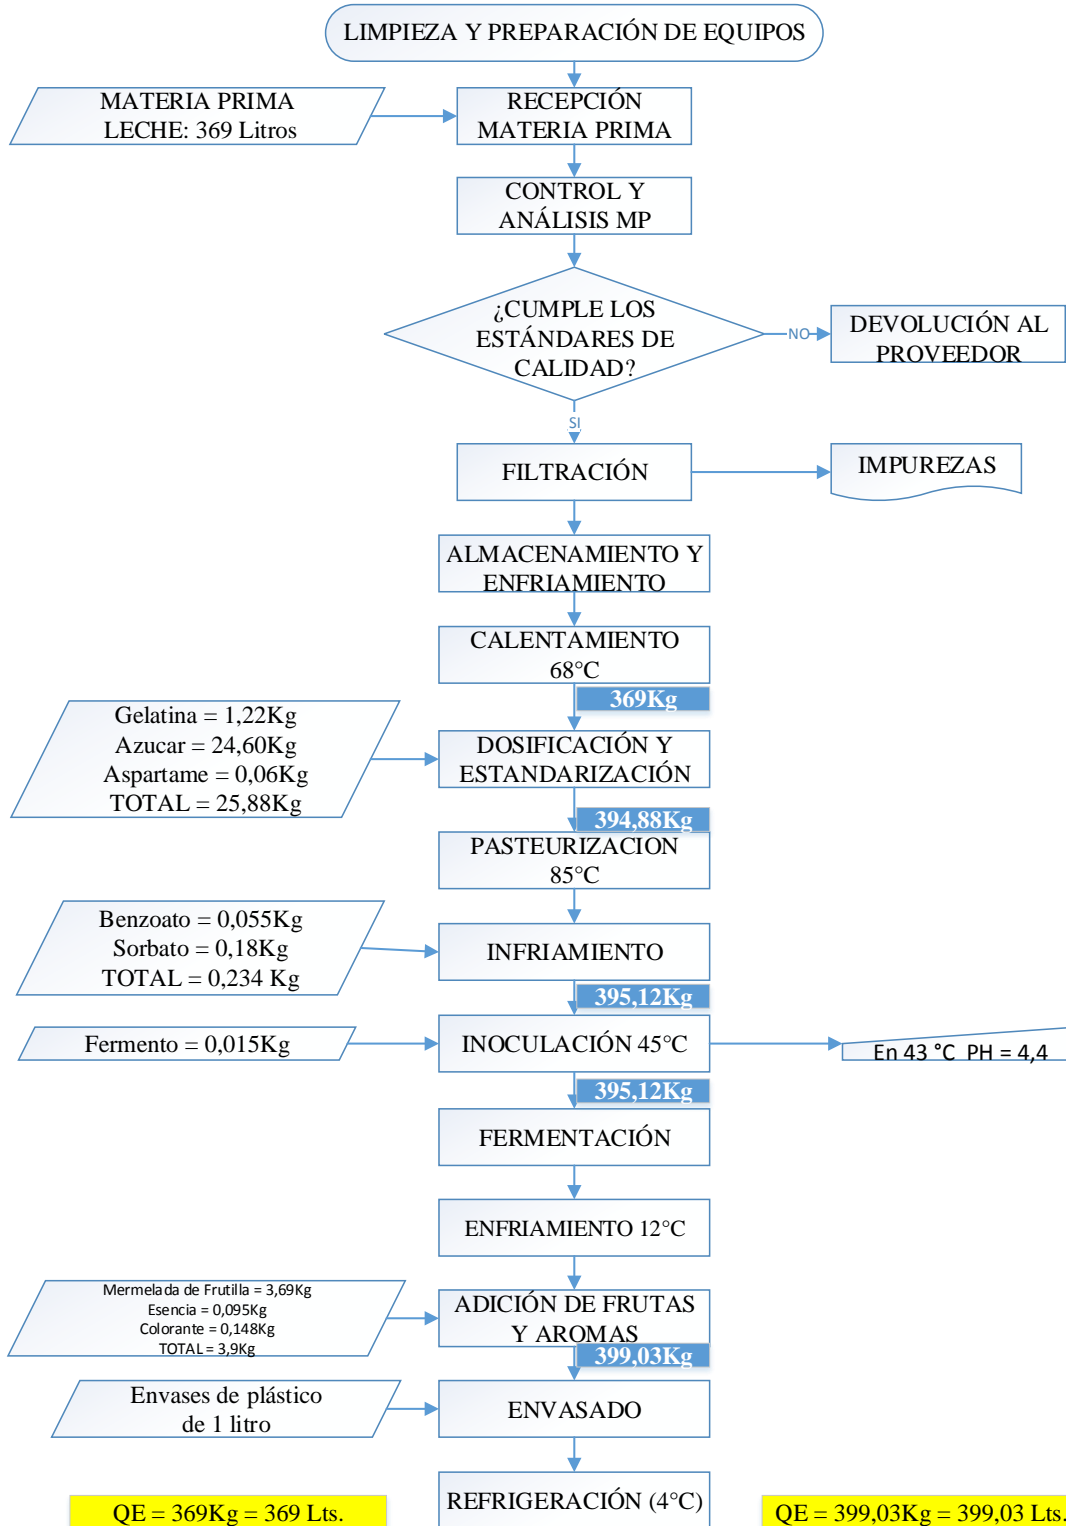 LIMPIEZA Y PREPARACIÓN DE EQUIPOS
MATERIA PRIMA
LECHE: 369 Litros
RECEPCIÓN
MATERIA PRIMA
CONTROL Y
ANÁLISIS MP
¿CUMPLE LOS
ESTÁNDARES DE
CALIDAD?
NO
DEVOLUCIÓN AL
PROVEEDOR
SI
FILTRACIÓN
IMPUREZAS
ALMACENAMIENTO Y
ENFRIAMIENTO
CALENTAMIENTO
68°C
369Kg
Gelatina = 1,22Kg
Azucar = 24,60Kg
Aspartame = 0,06Kg
TOTAL = 25,88Kg
DOSIFICACIÓN Y
ESTANDARIZACIÓN
394,88Kg
PASTEURIZACION
85°C
Benzoato = 0,055Kg
Sorbato = 0,18Kg
TOTAL = 0,234 Kg
INFRIAMIENTO
395,12Kg
Fermento = 0,015Kg
INOCULACIÓN 45°C
En 43 °C  PH = 4,4
395,12Kg
FERMENTACIÓN
ENFRIAMIENTO 12°C
Mermelada de Frutilla = 3,69Kg
Esencia = 0,095Kg
Colorante = 0,148Kg
TOTAL = 3,9Kg
ADICIÓN DE FRUTAS
Y AROMAS
399,03Kg
Envases de plástico
de 1 litro
ENVASADO
REFRIGERACIÓN (4°C)
QE = 369Kg = 369 Lts.
QE = 399,03Kg = 399,03 Lts.